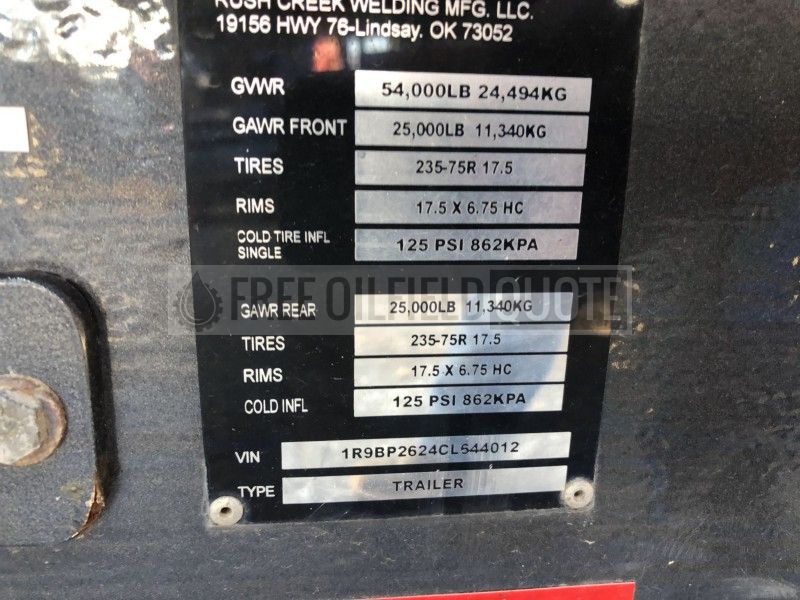 RUSH CREEK WELDING MFG. LLC.
19156 HWY 76-Lindsay. OK 73052
GVWR 54,000LB 24,494KG
GAWR FRONT 25,000LB 11,340KG
TIRES 235-75R 17.5
RIMS 17.5 X 6.75 HC
COLD TIRE INFL
SINGLE 125 PSI 862KPA
FREE OILFIELD QUOTE
GAWR REAR 25,000LB 11,340KG
TIRES 235-75R 17.5
RIMS 17.5 X 6.75 HC
COLD INFL 125 PSI 862KPA
VIN 1R9BP2624CL644012
TYPE TRAILER